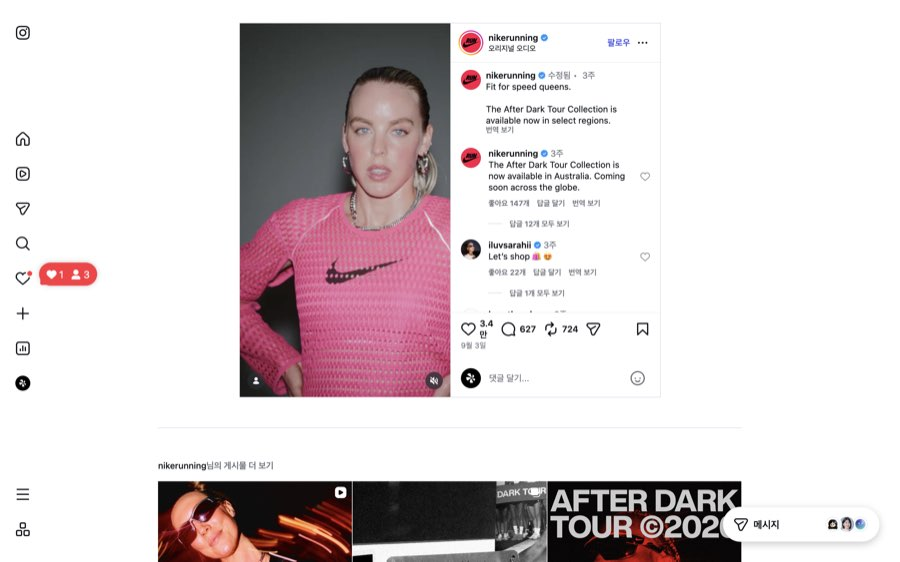 nikerunning
오리지널 오디오
팔로우
nikerunning 수정됨 • 3주
Fit for speed queens.
The After Dark Tour Collection is
available now in select regions.
번역 보기
nikerunning 3주
The After Dark Tour Collection is
now available in Australia. Coming
soon across the globe.
좋아요 147개 답글 달기 번역 보기
답글 12개 모두 보기
iluvsarahii 3주
Let's shop 🛍️ 😍
좋아요 22개 답글 달기 번역 보기
답글 1개 모두 보기
1 3
3.4
만
627
724
9월 3일
댓글 달기...
nikerunning님의 게시물 더 보기
DARK TOUR
AFTER DARK
TOUR ©202
메시지